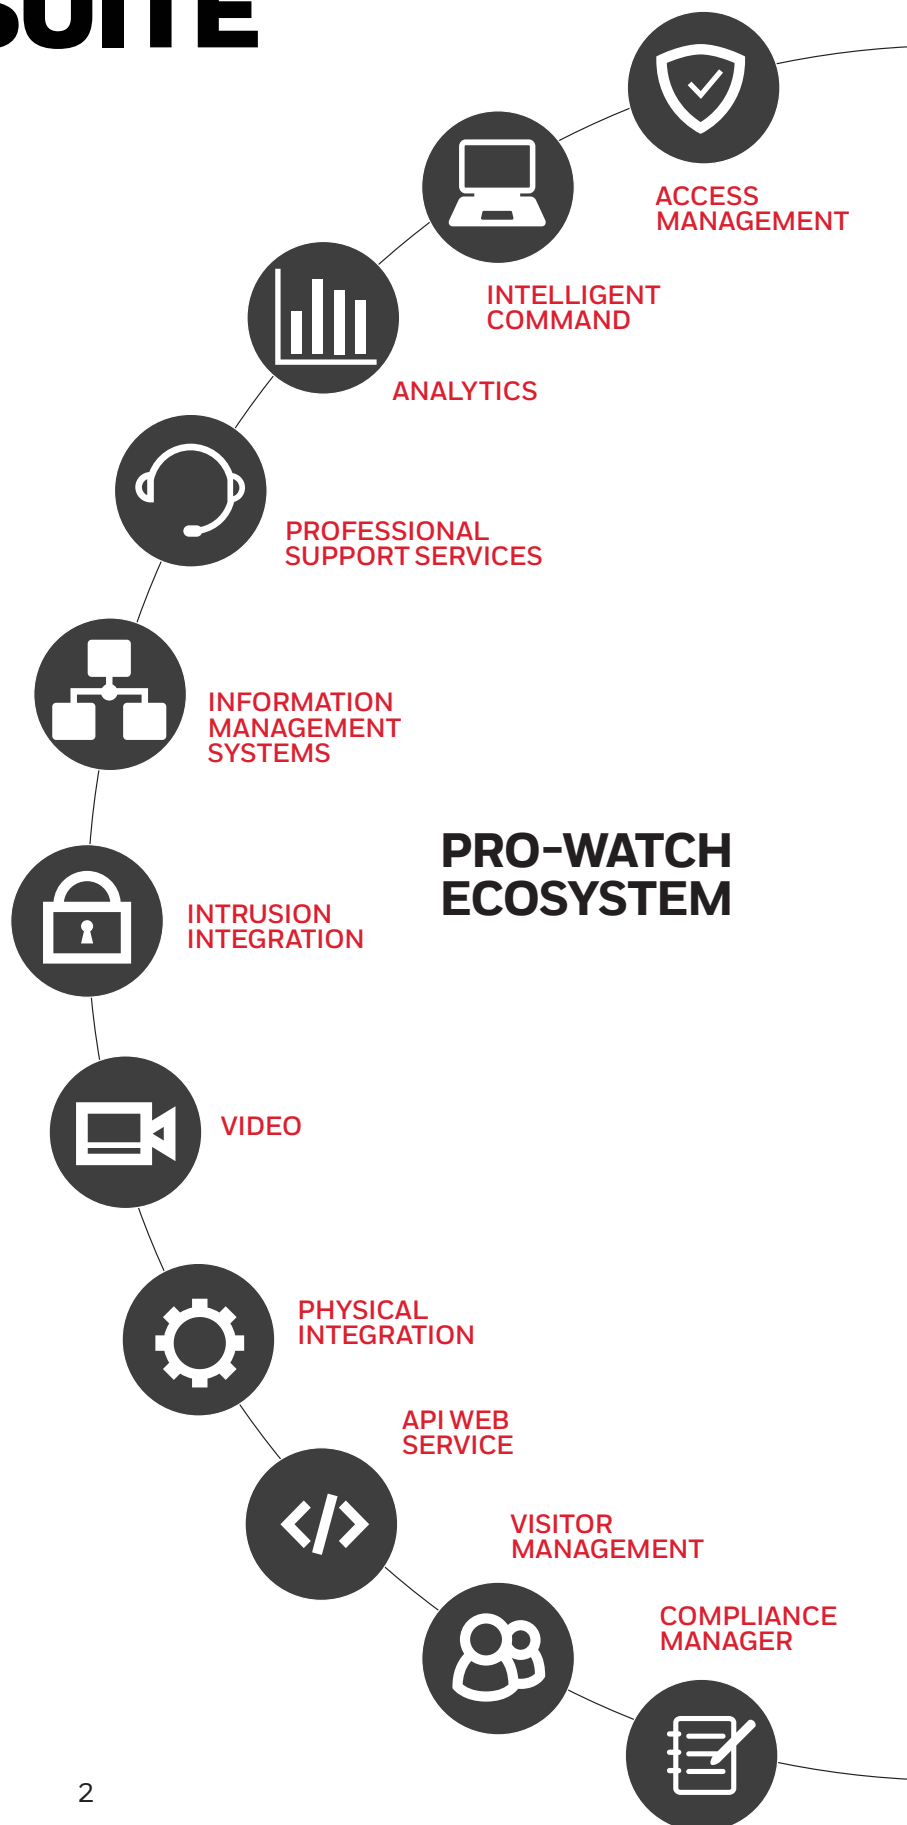 SUITE
ACCESS
MANAGEMENT
INTELLIGENT
COMMAND
ANALYTICS
PROFESSIONAL
SUPPORT SERVICES
INFORMATION
MANAGEMENT
SYSTEMS
PRO-WATCH
ECOSYSTEM
INTRUSION
INTEGRATION
VIDEO
PHYSICAL
INTEGRATION
API WEB
SERVICE
VISITOR
MANAGEMENT
COMPLIANCE
MANAGER
2